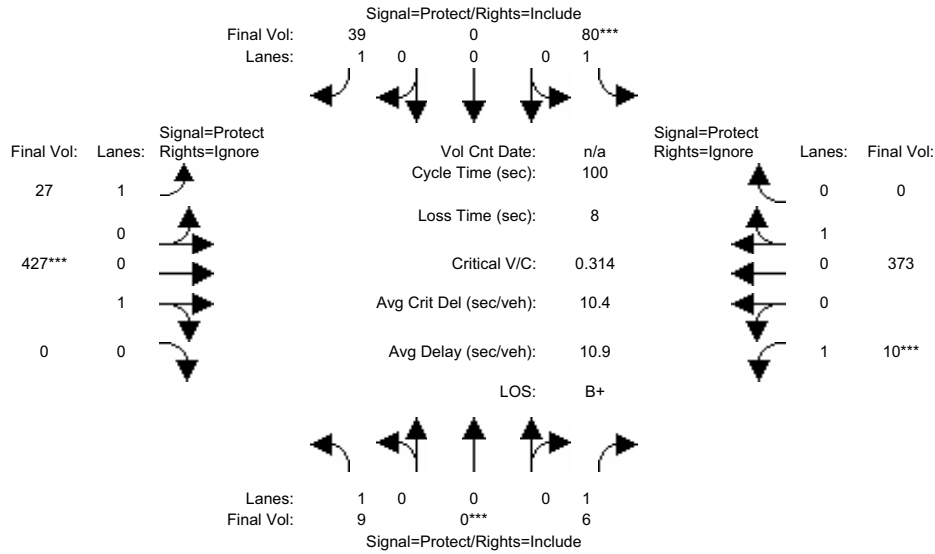 Signal=Protect/Rights=Include
Final Vol: 39 0 80***
Lanes: 1 0 0 0 1
Signal=Protect Signal=Protect
Final Vol: Lanes: Rights=Ignore Vol Cnt Date: n/a Rights=Ignore Lanes: Final Vol:
Cycle Time (sec): 100
27 1 0 0
Loss Time (sec): 8
0 1
427*** 0 Critical V/C: 0.314 0 373
1 Avg Crit Del (sec/veh): 10.4 0
0 0 Avg Delay (sec/veh): 10.9 1 10***
LOS: B+
Lanes: 1 0 0 0 1
Final Vol: 9 0*** 6
Signal=Protect/Rights=Include